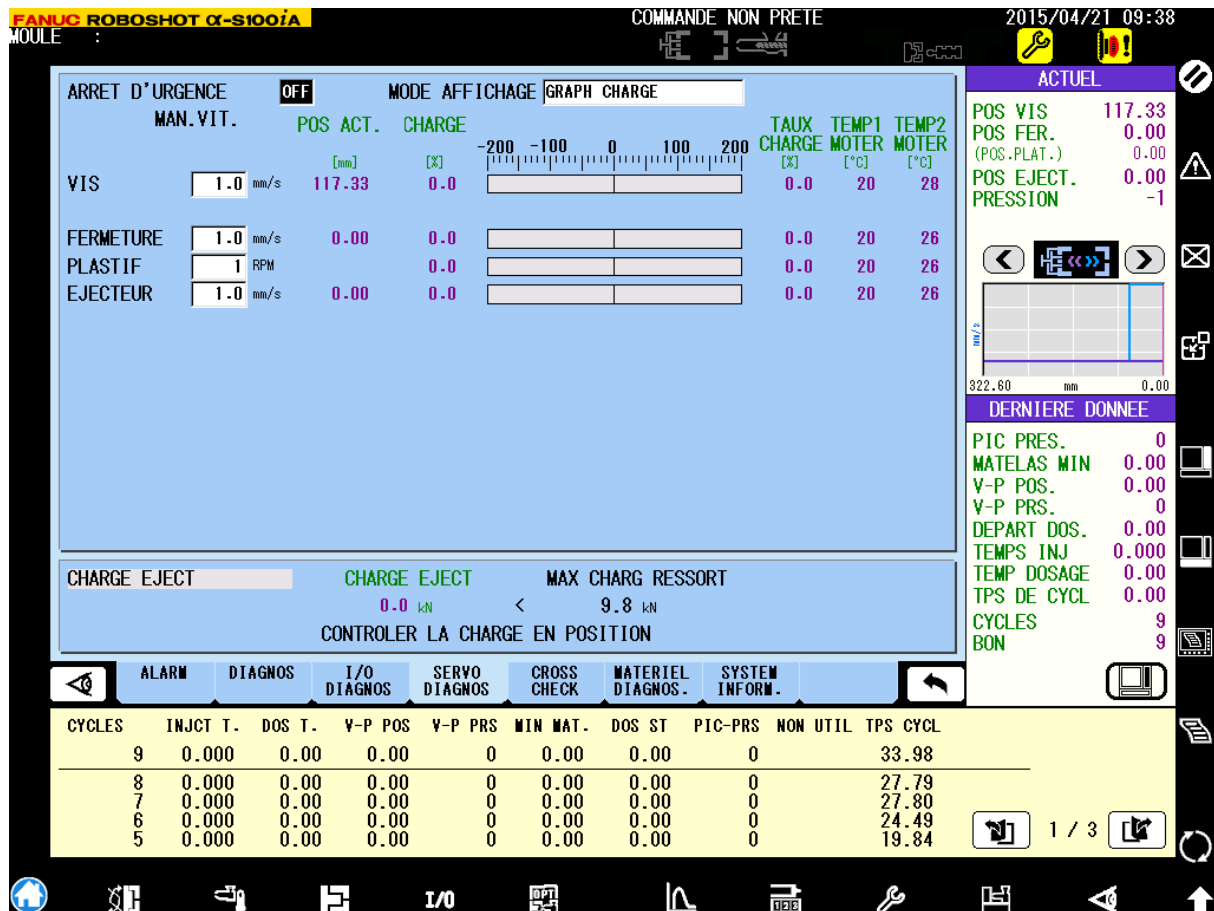 FANUC ROBOSHOT α-S100iA COMMANDE NON PRETE 2015/04/21 09:38
MOULE :
ARRET D'URGENCE OFF MODE AFFICHAGE GRAPH CHARGE
MAN.VIT. POS ACT. CHARGE -200 -100 0 100 200 TAUX CHARGE TEMP1 MOTER TEMP2 MOTER
[mm] [%] [%] [°C] [°C]
VIS 1.0 mm/s 117.33 0.0 0.0 20 28
FERMETURE 1.0 mm/s 0.00 0.0 0.0 20 26
PLASTIF 1 RPM 0.0 0.0 20 26
EJECTEUR 1.0 mm/s 0.00 0.0 0.0 20 26
CHARGE EJECT CHARGE EJECT MAX CHARG RESSORT
0.0 kN < 9.8 kN
CONTROLER LA CHARGE EN POSITION
ACTUEL
POS VIS 117.33
POS FER. 0.00
(POS.PLAT.) 0.00
POS EJECT. 0.00
PRESSION -1
mm/s
322.60 mm 0.00
DERNIERE DONNEE
PIC PRES. 0
MATELAS MIN 0.00
V-P POS. 0.00
V-P PRS. 0
DEPART DOS. 0.00
TEMPS INJ 0.000
TEMP DOSAGE 0.00
TPS DE CYCL 0.00
CYCLES 9
BON 9
ALARM DIAGNOS I/O DIAGNOS SERVO DIAGNOS CROSS CHECK MATERIEL DIAGNOS. SYSTEM INFORM.
CYCLES INJCT T. DOS T. V-P POS V-P PRS MIN MAT. DOS ST PIC-PRS NON UTIL TPS CYCL
9 0.000 0.00 0.00 0 0.00 0.00 0 33.98
8 0.000 0.00 0.00 0 0.00 0.00 0 27.79
7 0.000 0.00 0.00 0 0.00 0.00 0 27.80
6 0.000 0.00 0.00 0 0.00 0.00 0 24.49
5 0.000 0.00 0.00 0 0.00 0.00 0 19.84
1 / 3
I/O OPT 123